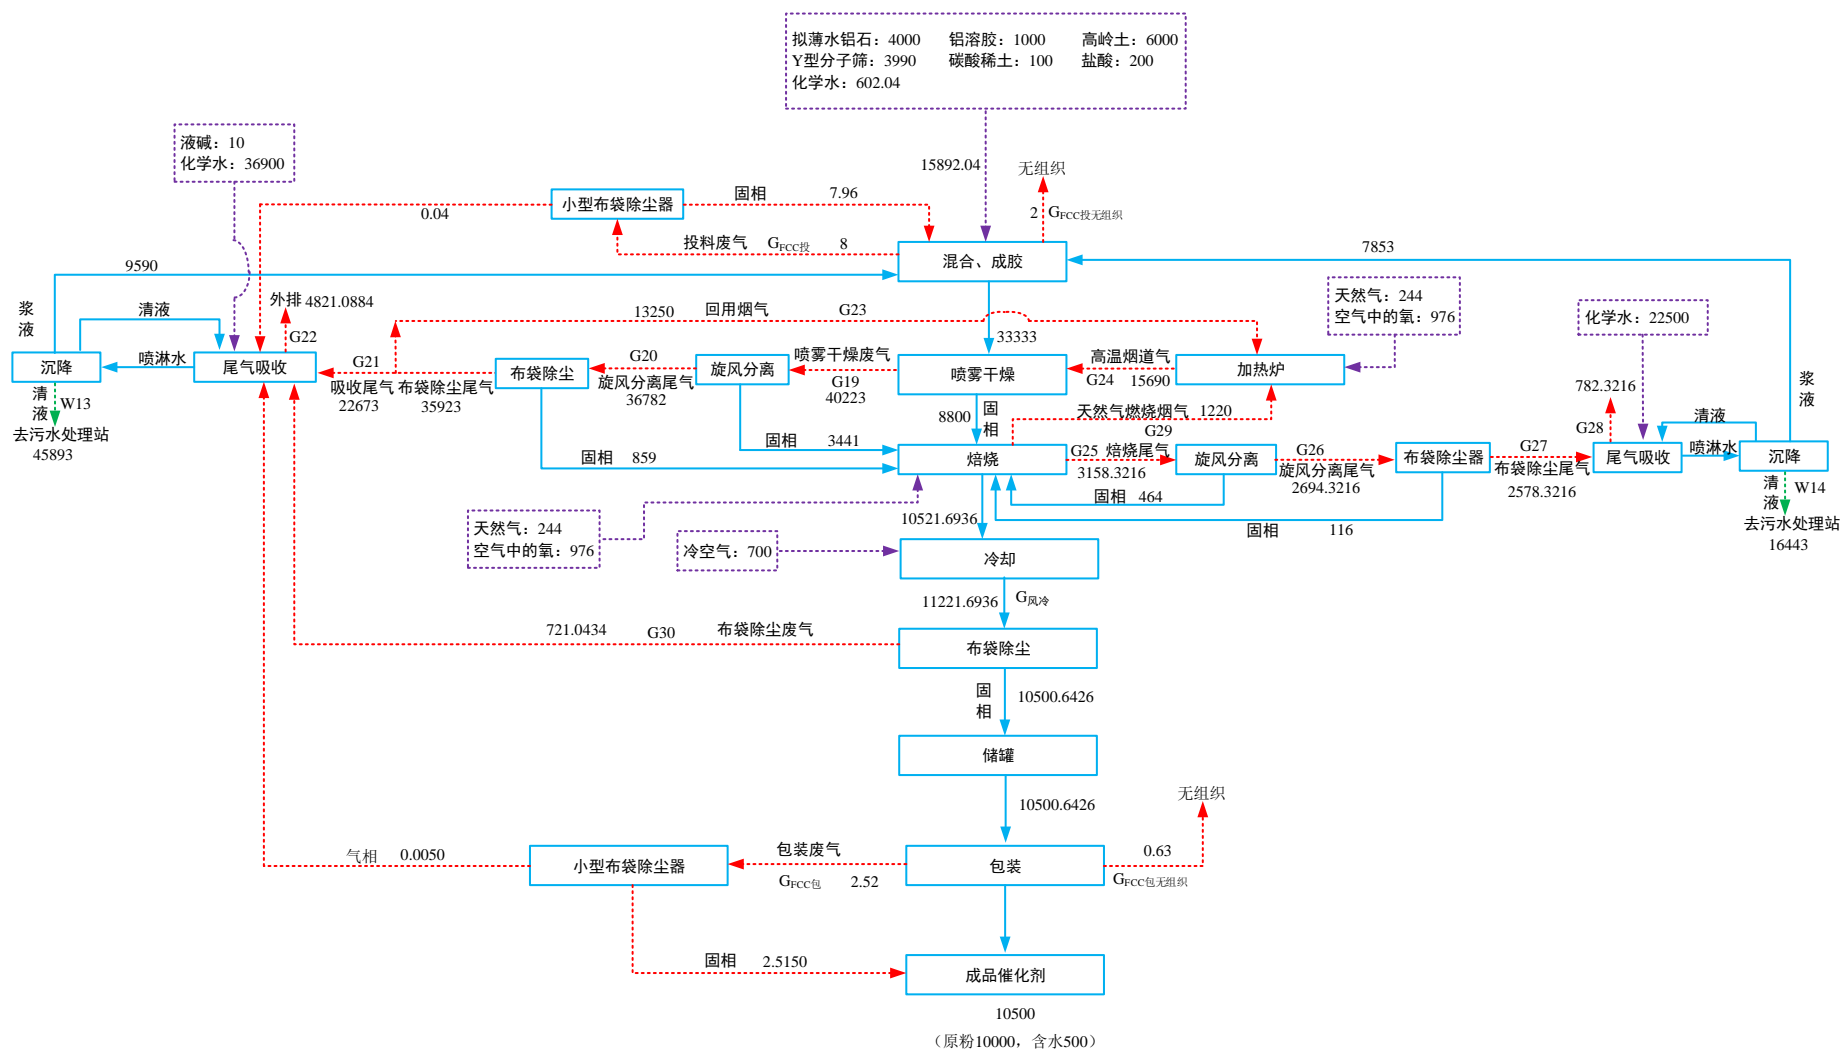 拟薄水铝石：4000 铝溶胶：1000 高岭土：6000
Y型分子筛：3990 碳酸稀土：100 盐酸：200
化学水：602.04
液碱：10
化学水：36900
15892.04
无组织
2 GFCC投无组织
小型布袋除尘器
固相 7.96
0.04
投料废气 GFCC投 8
混合、成胶
7853
9590
浆液
清液
外排 4821.0884
G22
13250 回用烟气 G23
天然气：244
空气中的氧：976
化学水：22500
33333
沉降
喷淋水
尾气吸收
G21
吸收尾气
22673
布袋除尘尾气
35923
布袋除尘
G20
旋风分离尾气
36782
旋风分离
喷雾干燥废气
G19
40223
喷雾干燥
高温烟道气
G24 15690
加热炉
清液
W13
去污水处理站
45893
8800
固相
天然气燃烧烟气 1220
G29
782.3216
G28
浆液
清液
固相 3441
固相 859
焙烧
G25 焙烧尾气
3158.3216
旋风分离
G26
旋风分离尾气
2694.3216
布袋除尘器
G27
布袋除尘尾气
2578.3216
尾气吸收
喷淋水
沉降
清液
W14
去污水处理站
16443
固相 464
固相 116
天然气：244
空气中的氧：976
10521.6936
冷空气：700
冷却
11221.6936
G风冷
721.0434 G30 布袋除尘废气
布袋除尘
固相
10500.6426
储罐
10500.6426
无组织
气相 0.0050
小型布袋除尘器
包装废气
GFCC包 2.52
包装
0.63
GFCC包无组织
固相 2.5150
成品催化剂
10500
（原粉10000，含水500）